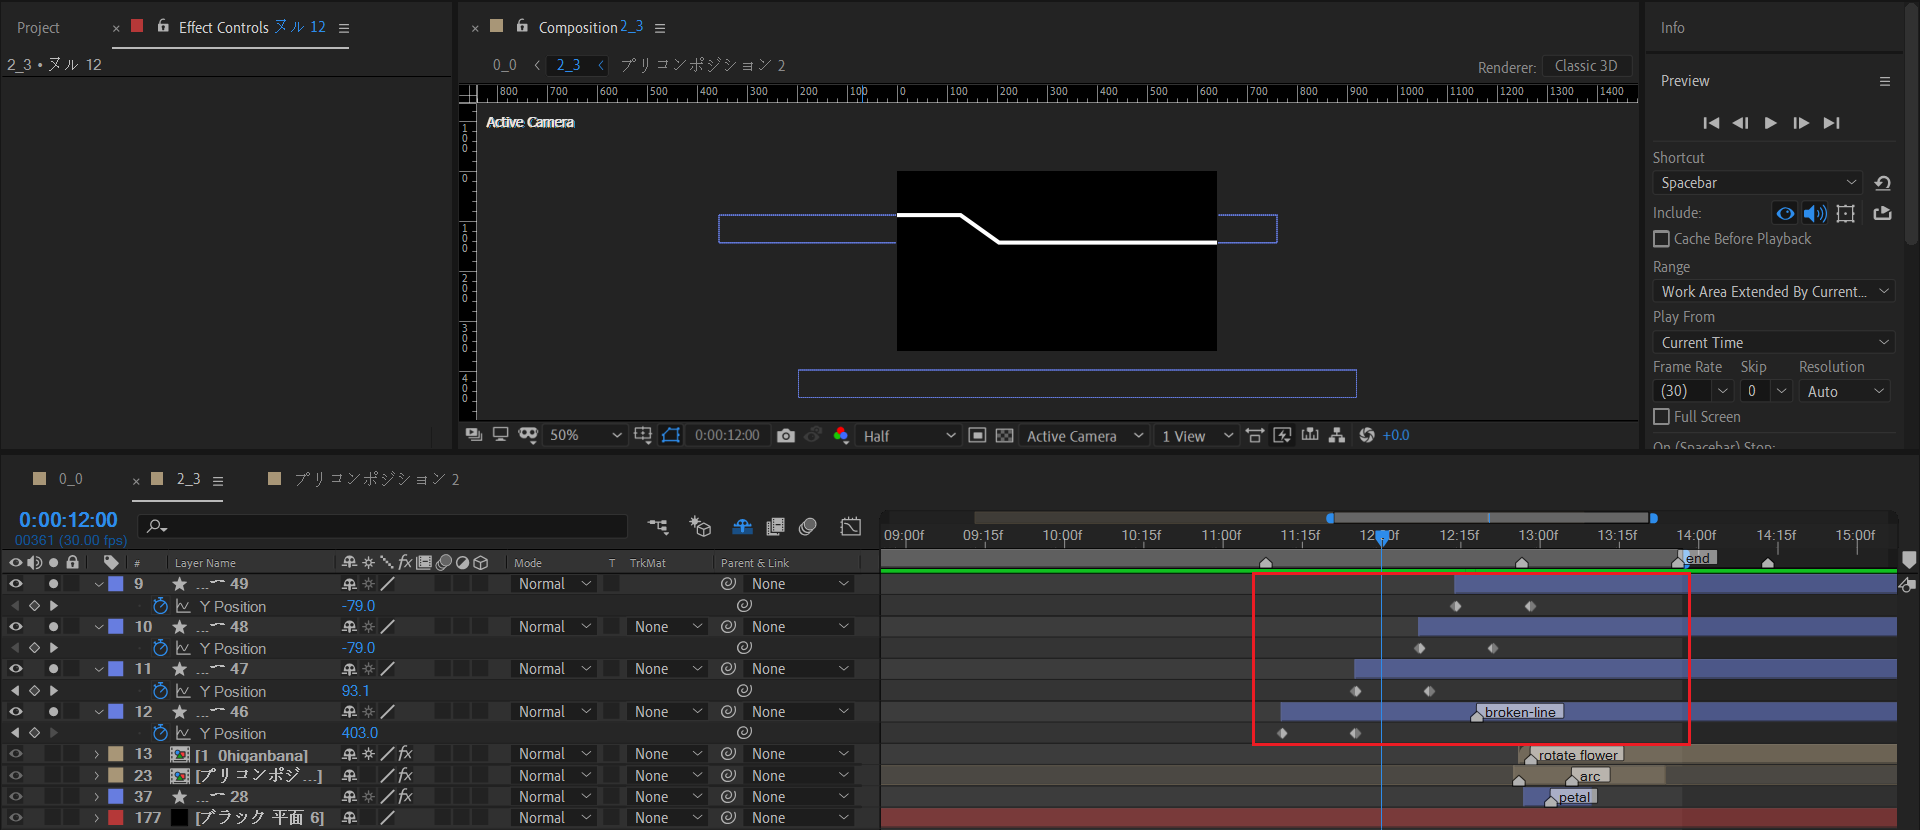 Project
Effect Controls ヌル 12
2_3 • ヌル 12
Composition 2_3
0_0
2_3
プリコンポジション 2
Renderer:
Classic 3D
800 700 600 500 400 300 200 100 0 100 200 300 400 500 600 700 800 900 1000 1100 1200 1300 1400
100
0
100
200
300
400
Active Camera
50%
0:00:12:00
Half
Active Camera
1 View
+0.0
Info
Preview
Shortcut
Spacebar
Include:
Cache Before Playback
Range
Work Area Extended By Current...
Play From
Current Time
Frame Rate Skip Resolution
(30) 0 Auto
Full Screen
On (Spacebar) Stop:
0_0
2_3
プリコンポジション 2
0:00:12:00
00361 (30.00 fps)
09:00f 09:15f 10:00f 10:15f 11:00f 11:15f 12:00f 12:15f 13:00f 13:15f 14:00f 14:15f 15:00f
end
# Layer Name Mode T TrkMat Parent & Link
9 49 Normal None
Y Position -79.0
10 48 Normal None None
Y Position -79.0
11 47 Normal None None
Y Position 93.1
12 46 Normal None None
broken-line
Y Position 403.0
13 [1_0higanbana] Normal None None
rotate flower
23 [プリコンポジ...] Normal None None
arc
37 28 Normal None None
petal
177 [ブラック 平面 6] Normal None None